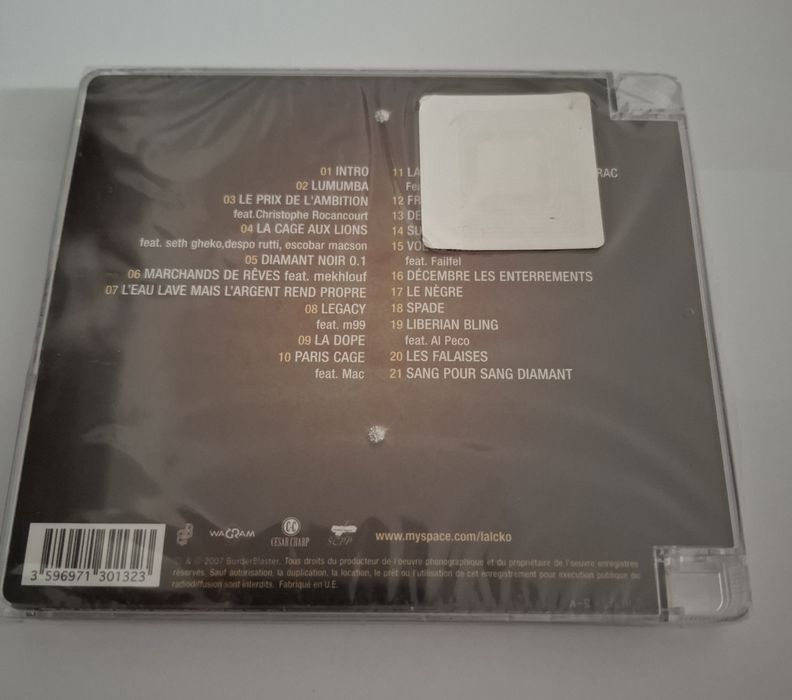 01 INTRO
02 LUMUMBA
03 LE PRIX DE L'AMBITION
feat.Christophe Rocancourt
04 LA CAGE AUX LIONS
feat. seth gheko,despo rutti, escobar macson
05 DIAMANT NOIR 0.1
06 MARCHANDS DE RÊVES feat. mekhlouf
07 L'EAU LAVE MAIS L'ARGENT REND PROPRE
08 LEGACY
feat. m99
09 LA DOPE
10 PARIS CAGE
feat. Mac
11
12
13
14
15
feat. Failfel
16 DÉCEMBRE LES ENTERREMENTS
17 LE NÈGRE
18 SPADE
19 LIBERIAN BLING
feat. Al Peco
20 LES FALAISES
21 SANG POUR SANG DIAMANT
WAGRAM
CESAR CHARP
SCPP
www.myspace.com/lalcko
3 596971 301323
℗ & © 2007 BorderBlaster. Tous droits du producteur de l'oeuvre phonographique et du propriétaire de l'oeuvre enregistrée
réservés. Sauf autorisation, la duplication, la location, le prêt ou l'utilisation de cet enregistrement pour execution publique ou
radiodiffusion sont interdits. Fabriqué en U.E.